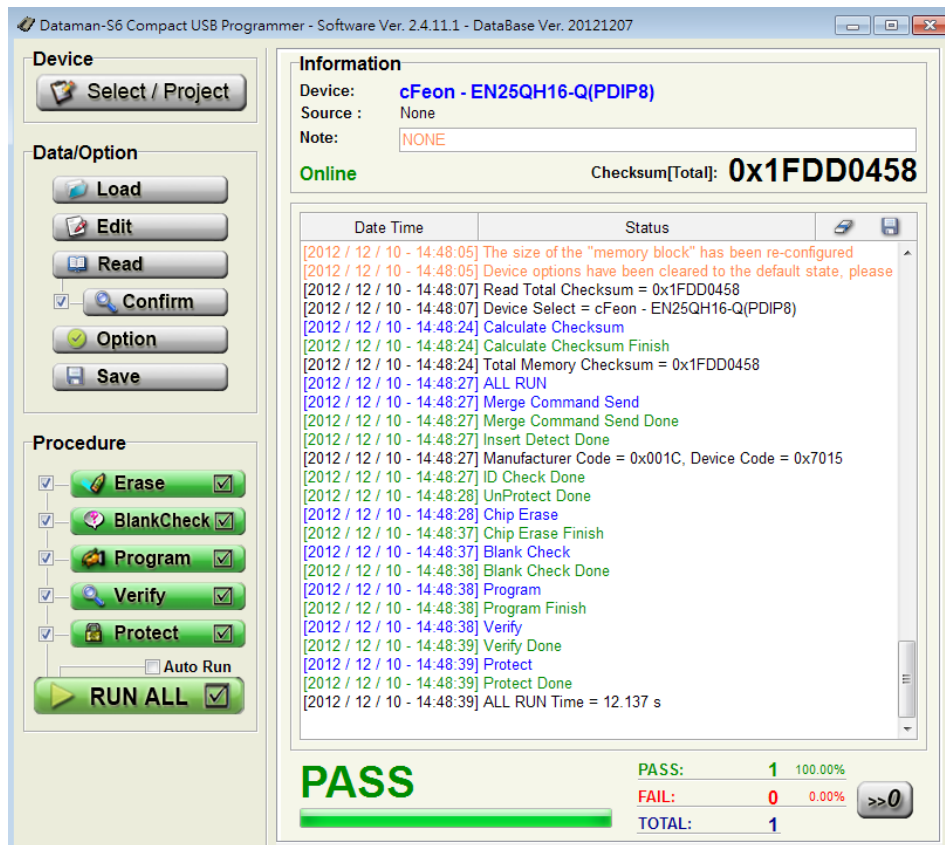 Dataman-S6 Compact USB Programmer - Software Ver. 2.4.11.1 - DataBase Ver. 20121207
Device
Select / Project
Data/Option
Load
Edit
Read
Confirm
Option
Save
Procedure
Erase
BlankCheck
Program
Verify
Protect
Auto Run
RUN ALL
Information
Device: cFeon - EN25QH16-Q(PDIP8)
Source : None
Note: NONE
Online Checksum[Total]: 0x1FDD0458
Date Time Status
[2012 / 12 / 10 - 14:48:05] The size of the "memory block" has been re-configured
[2012 / 12 / 10 - 14:48:05] Device options have been cleared to the default state, please
[2012 / 12 / 10 - 14:48:07] Read Total Checksum = 0x1FDD0458
[2012 / 12 / 10 - 14:48:07] Device Select = cFeon - EN25QH16-Q(PDIP8)
[2012 / 12 / 10 - 14:48:24] Calculate Checksum
[2012 / 12 / 10 - 14:48:24] Calculate Checksum Finish
[2012 / 12 / 10 - 14:48:24] Total Memory Checksum = 0x1FDD0458
[2012 / 12 / 10 - 14:48:27] ALL RUN
[2012 / 12 / 10 - 14:48:27] Merge Command Send
[2012 / 12 / 10 - 14:48:27] Merge Command Send Done
[2012 / 12 / 10 - 14:48:27] Insert Detect Done
[2012 / 12 / 10 - 14:48:27] Manufacturer Code = 0x001C, Device Code = 0x7015
[2012 / 12 / 10 - 14:48:27] ID Check Done
[2012 / 12 / 10 - 14:48:28] UnProtect Done
[2012 / 12 / 10 - 14:48:28] Chip Erase
[2012 / 12 / 10 - 14:48:37] Chip Erase Finish
[2012 / 12 / 10 - 14:48:37] Blank Check
[2012 / 12 / 10 - 14:48:38] Blank Check Done
[2012 / 12 / 10 - 14:48:38] Program
[2012 / 12 / 10 - 14:48:38] Program Finish
[2012 / 12 / 10 - 14:48:38] Verify
[2012 / 12 / 10 - 14:48:39] Verify Done
[2012 / 12 / 10 - 14:48:39] Protect
[2012 / 12 / 10 - 14:48:39] Protect Done
[2012 / 12 / 10 - 14:48:39] ALL RUN Time = 12.137 s
PASS
PASS: 1 100.00%
FAIL: 0 0.00%
TOTAL: 1
>>0